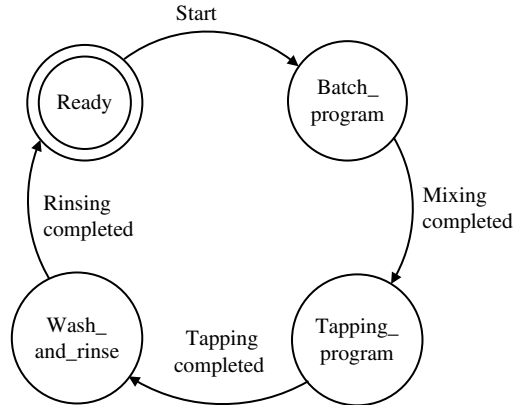 Start
Ready
Batch_
program
Mixing
completed
Rinsing
completed
Wash_
and_rinse
Tapping
completed
Tapping_
program